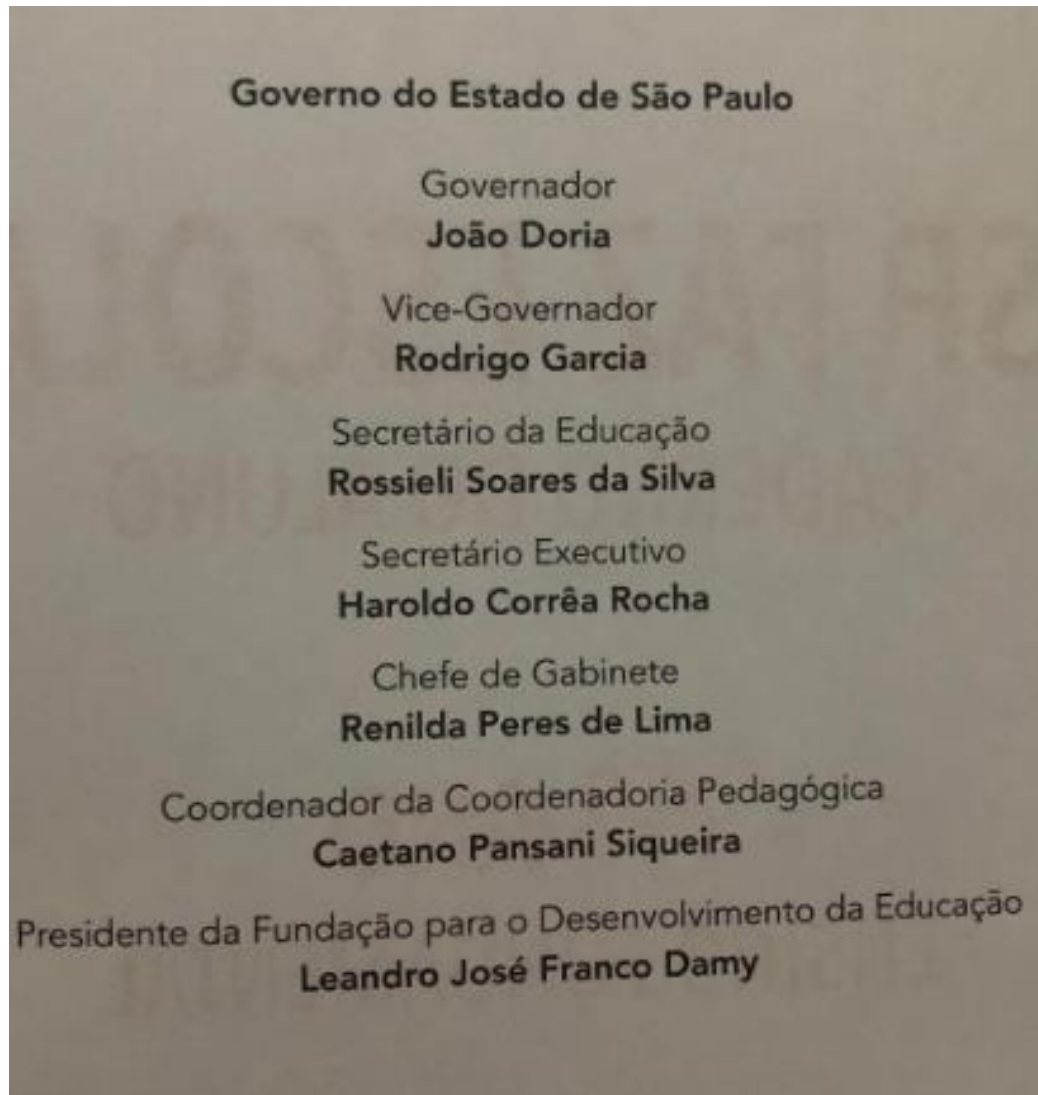 Governo do Estado de São Paulo
Governador
João Doria
Vice-Governador
Rodrigo Garcia
Secretário da Educação
Rossieli Soares da Silva
Secretário Executivo
Haroldo Corrêa Rocha
Chefe de Gabinete
Renilda Peres de Lima
Coordenador da Coordenadoria Pedagógica
Caetano Pansani Siqueira
Presidente da Fundação para o Desenvolvimento da Educação
Leandro José Franco Damy